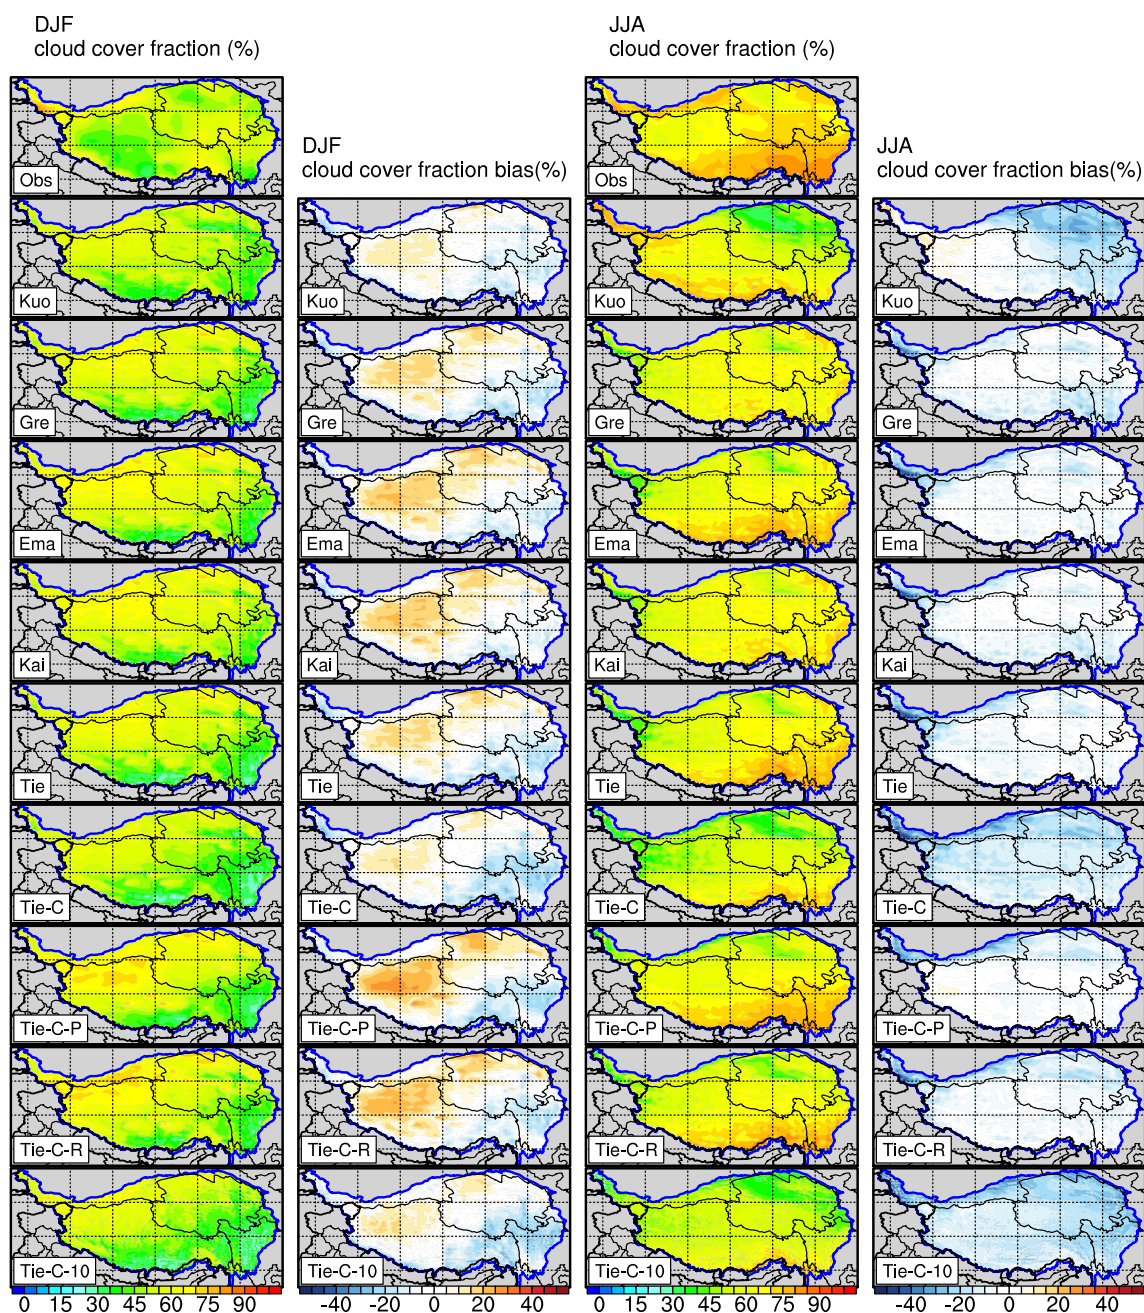 DJF
cloud cover fraction (%)
JJA
cloud cover fraction (%)
DJF
cloud cover fraction bias(%)
JJA
cloud cover fraction bias(%)
Obs
Obs
Kuo
Kuo
Kuo
Kuo
Gre
Gre
Gre
Gre
Ema
Ema
Ema
Ema
Kai
Kai
Kai
Kai
Tie
Tie
Tie
Tie
Tie-C
Tie-C
Tie-C
Tie-C
Tie-C-P
Tie-C-P
Tie-C-P
Tie-C-P
Tie-C-R
Tie-C-R
Tie-C-R
Tie-C-R
Tie-C-10
Tie-C-10
Tie-C-10
Tie-C-10
0 15 30 45 60 75 90
-40 -20 0 20 40
0 15 30 45 60 75 90
-40 -20 0 20 40